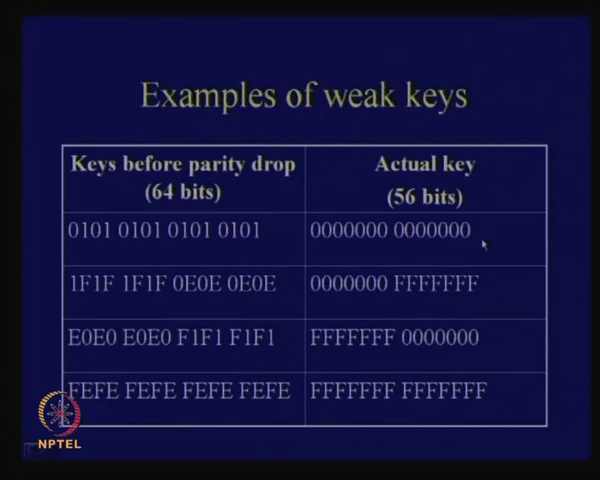 Examples of weak keys
Keys before parity drop (64 bits)
Actual key (56 bits)
0101 0101 0101 0101
0000000 0000000
1F1F 1F1F 0E0E 0E0E
0000000 FFFFFFF
E0E0 E0E0 F1F1 F1F1
FFFFFFF 0000000
FEFE FEFE FEFE FEFE
FFFFFFF FFFFFFF
NPTEL